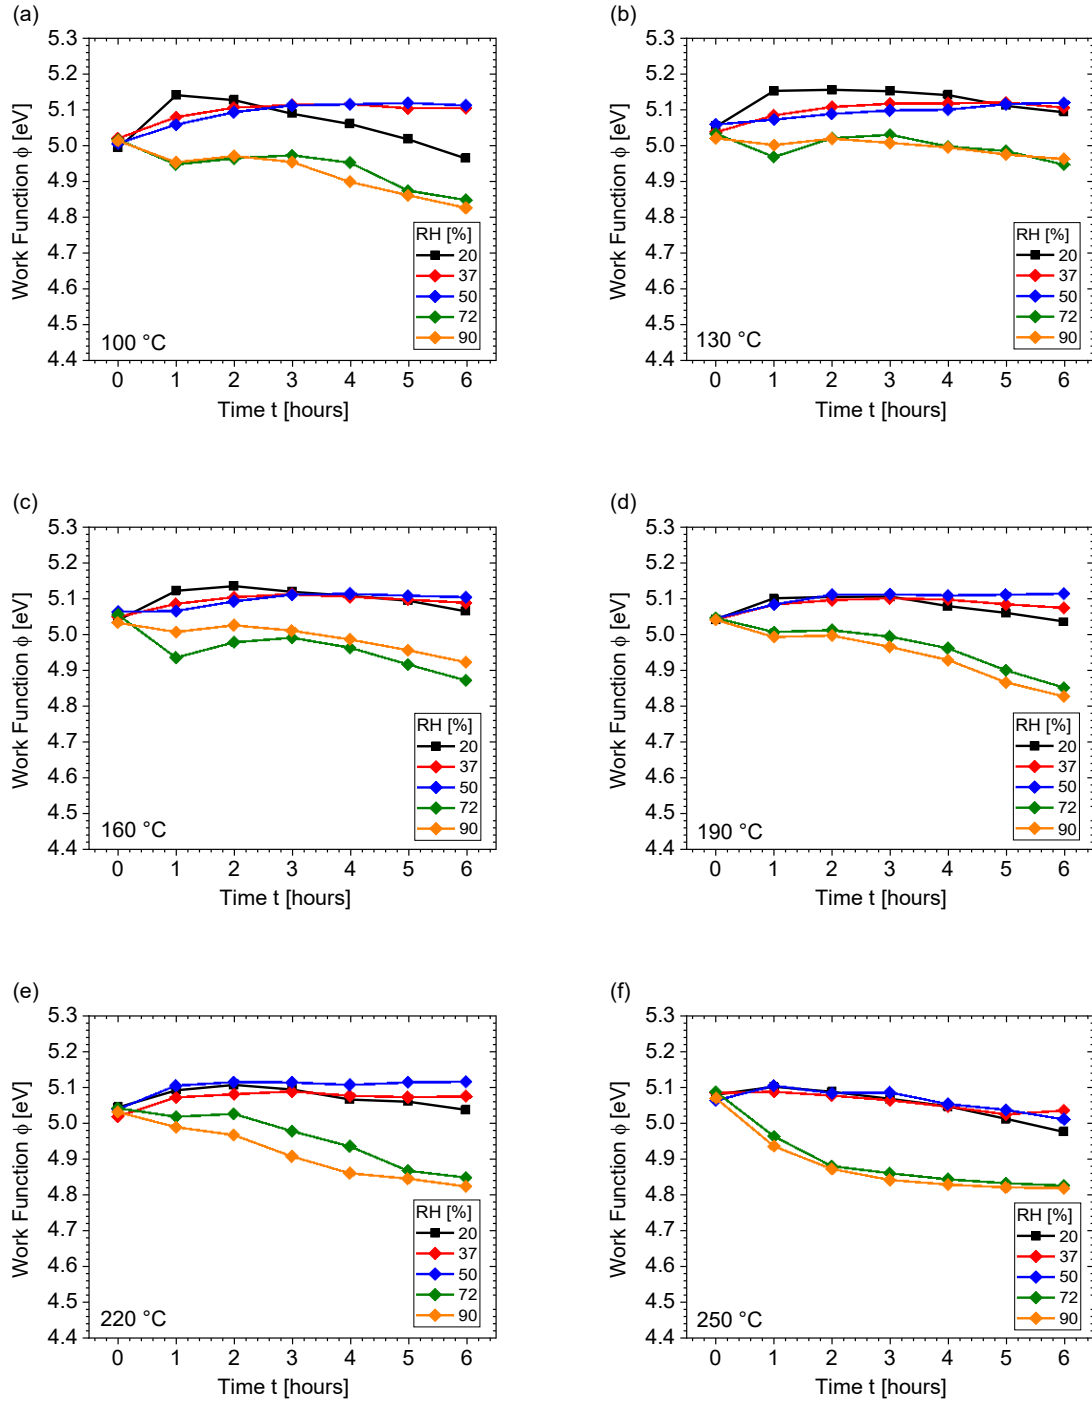 (a)
5.3
5.2
5.1
5.0
4.9
4.8
4.7
4.6
4.5
4.4
Work Function ϕ [eV]
RH [%]
20
37
50
72
90
100 °C
0 1 2 3 4 5 6
Time t [hours]
(b)
5.3
5.2
5.1
5.0
4.9
4.8
4.7
4.6
4.5
4.4
Work Function ϕ [eV]
RH [%]
20
37
50
72
90
130 °C
0 1 2 3 4 5 6
Time t [hours]
(c)
5.3
5.2
5.1
5.0
4.9
4.8
4.7
4.6
4.5
4.4
Work Function ϕ [eV]
RH [%]
20
37
50
72
90
160 °C
0 1 2 3 4 5 6
Time t [hours]
(d)
5.3
5.2
5.1
5.0
4.9
4.8
4.7
4.6
4.5
4.4
Work Function ϕ [eV]
RH [%]
20
37
50
72
90
190 °C
0 1 2 3 4 5 6
Time t [hours]
(e)
5.3
5.2
5.1
5.0
4.9
4.8
4.7
4.6
4.5
4.4
Work Function ϕ [eV]
RH [%]
20
37
50
72
90
220 °C
0 1 2 3 4 5 6
Time t [hours]
(f)
5.3
5.2
5.1
5.0
4.9
4.8
4.7
4.6
4.5
4.4
Work Function ϕ [eV]
RH [%]
20
37
50
72
90
250 °C
0 1 2 3 4 5 6
Time t [hours]